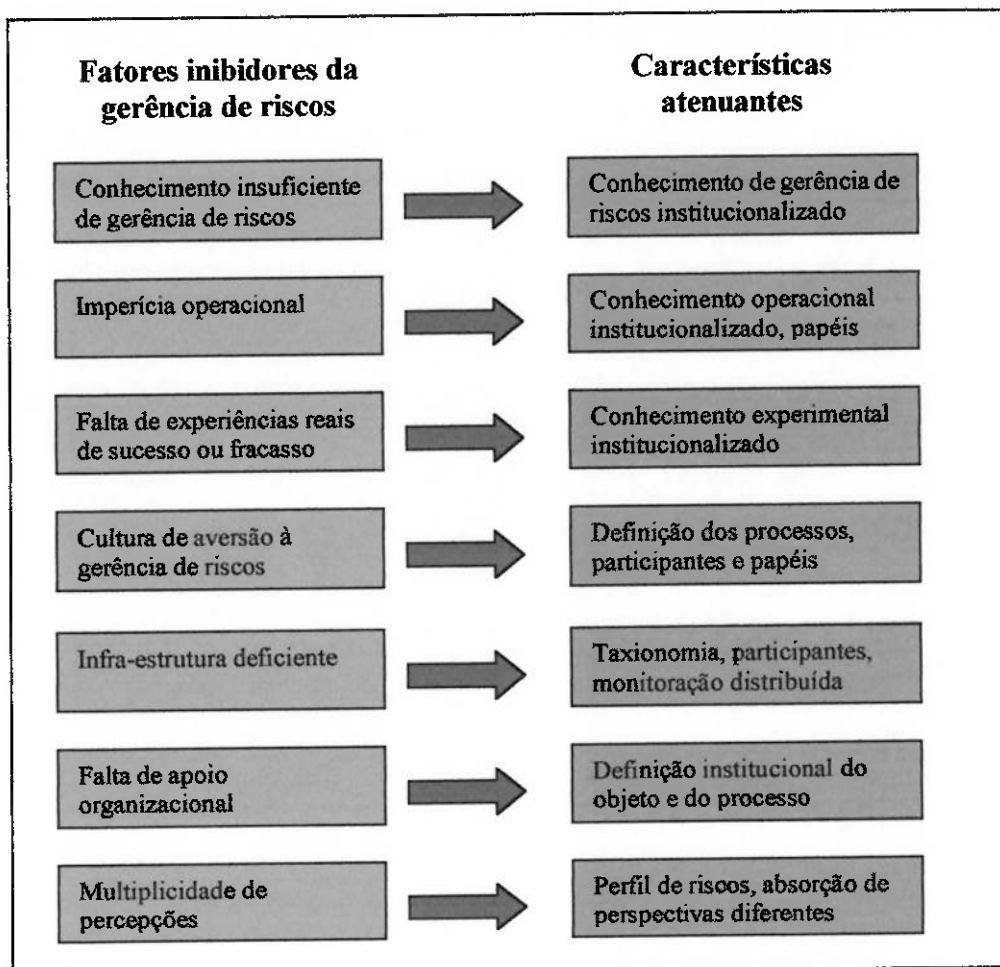 Fatores inibidores da
gerência de riscos
Características
atenuantes
Conhecimento insuficiente
de gerência de riscos
Conhecimento de gerência de
riscos institucionalizado
Imperícia operacional
Conhecimento operacional
institucionalizado, papéis
Falta de experiências reais
de sucesso ou fracasso
Conhecimento experimental
institucionalizado
Cultura de aversão à
gerência de riscos
Definição dos processos,
participantes e papéis
Infra-estrutura deficiente
Taxionomia, participantes,
monitoração distribuída
Falta de apoio
organizacional
Definição institucional do
objeto e do processo
Multiplicidade de
percepções
Perfil de riscos, absorção de
perspectivas diferentes